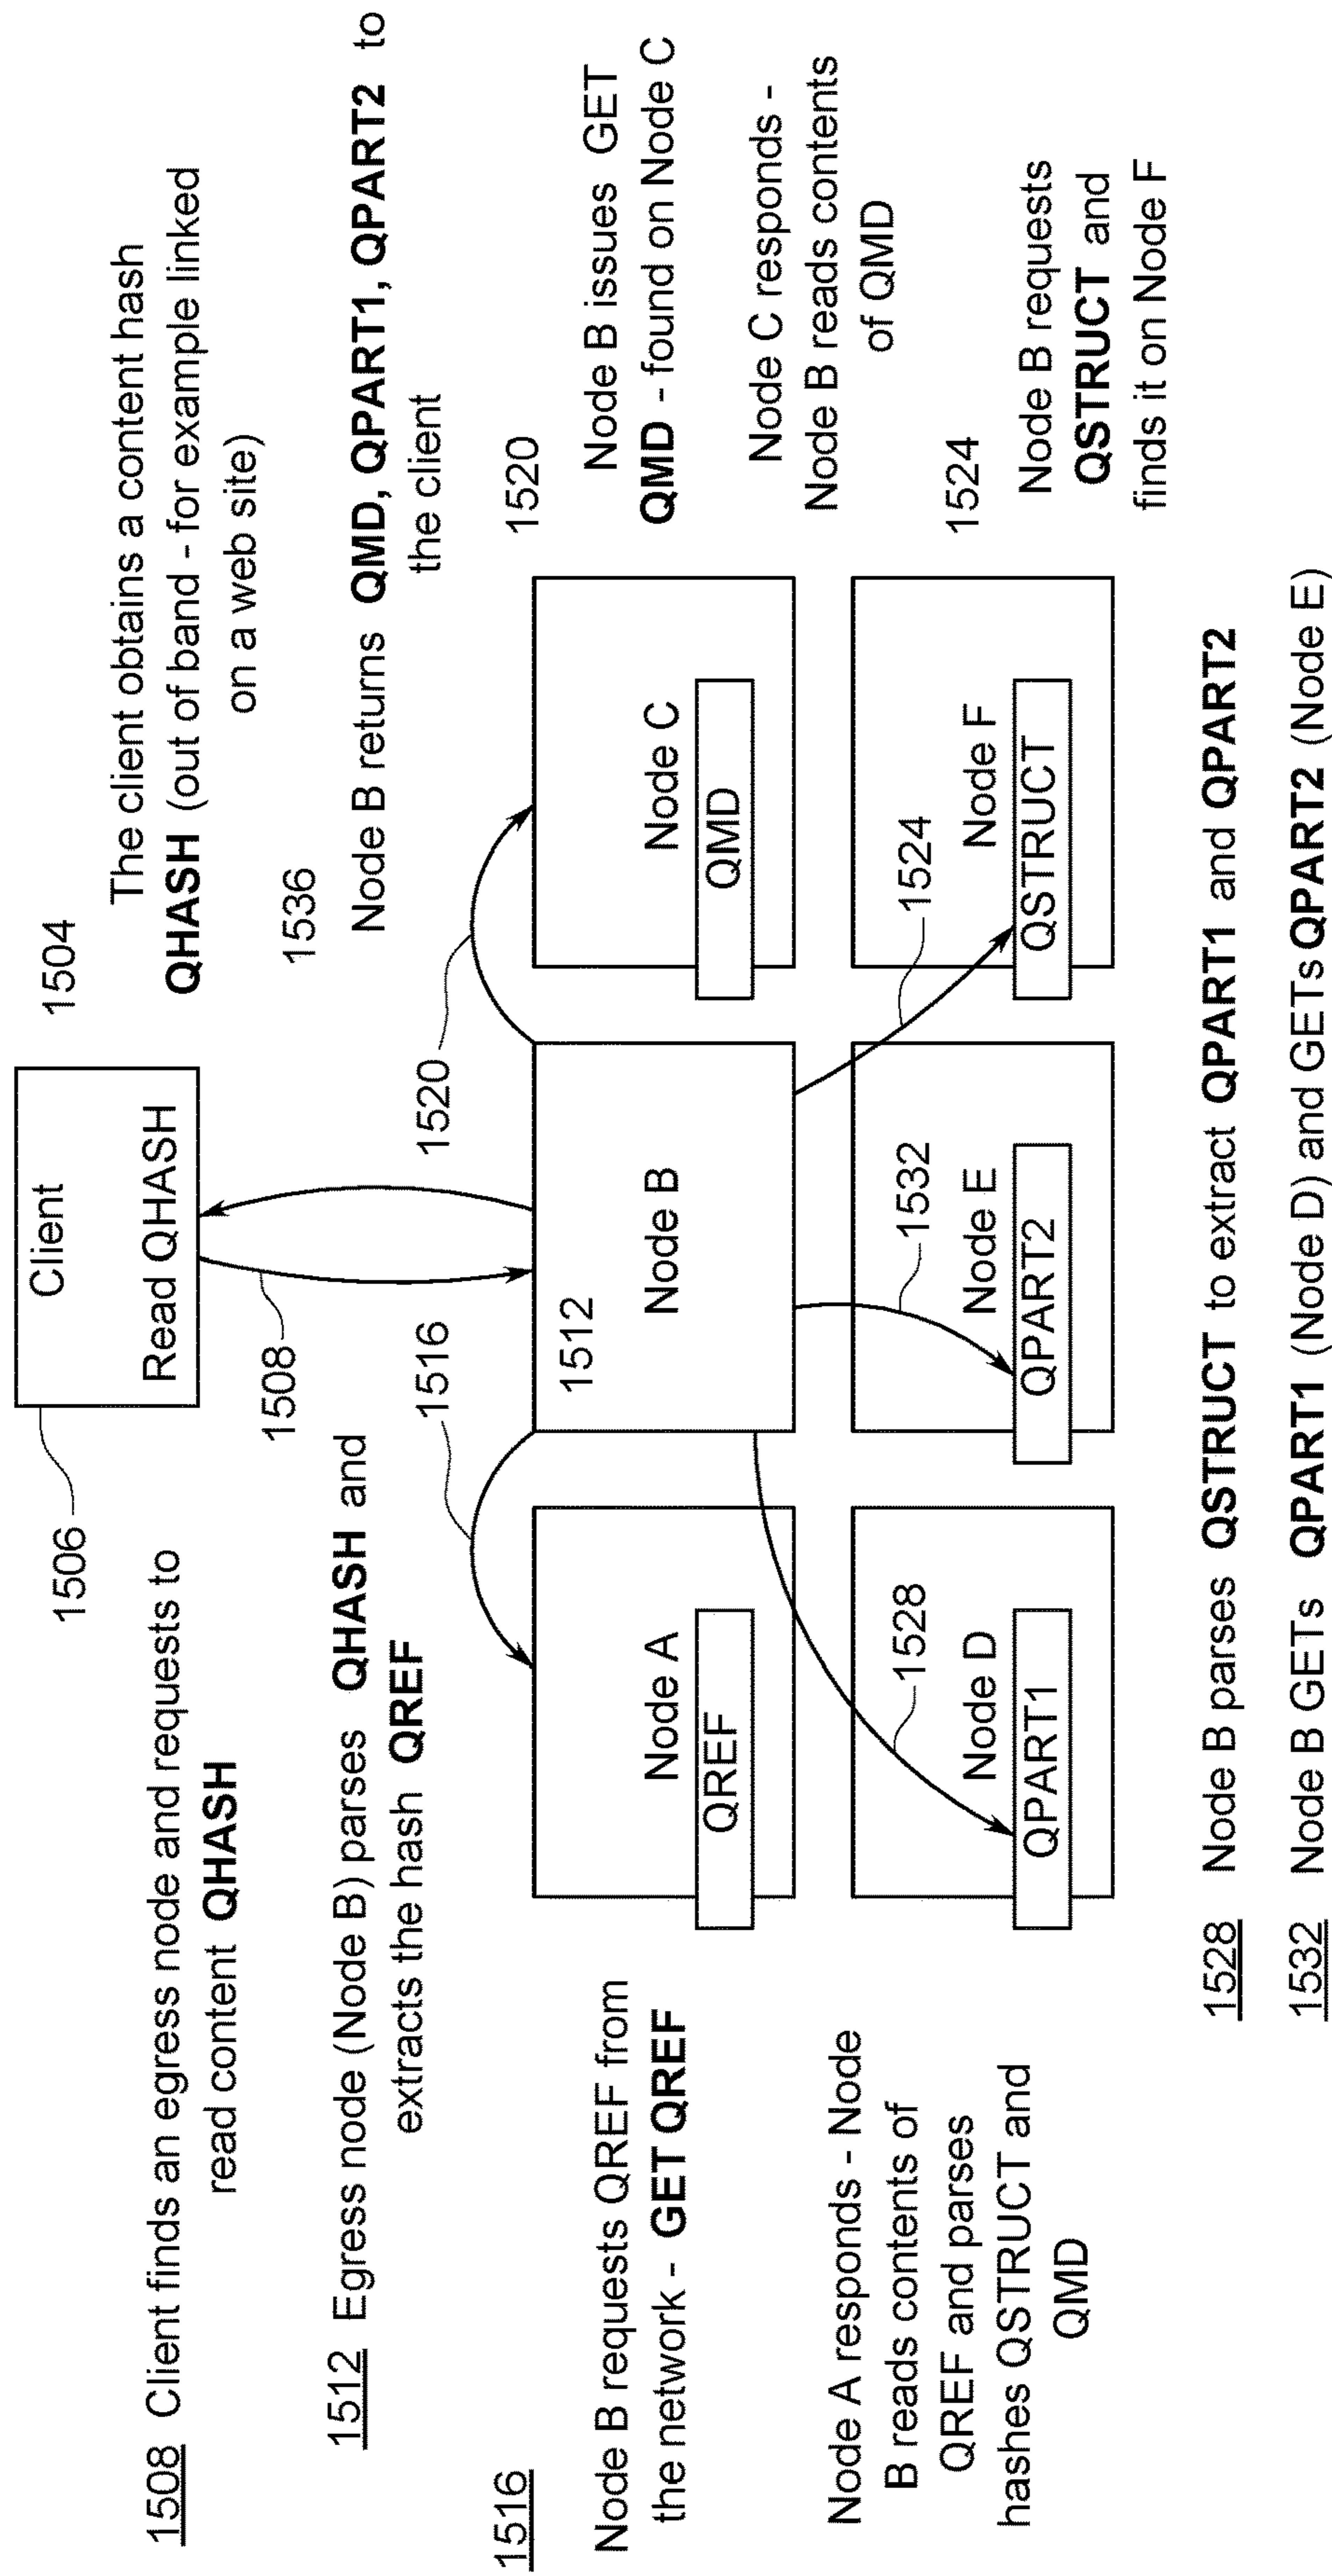 1504
The client obtains a content hash
QHASH (out of band - for example linked
on a web site)
Client
Read QHASH
1506
1508 Client finds an egress node and requests to
read content QHASH
1508
1536
Node B returns QMD, QPART1, QPART2 to
the client
1512 Egress node (Node B) parses QHASH and
extracts the hash QREF
1516
1520
1516
Node B requests QREF from
the network - GET QREF
Node A responds - Node
B reads contents of
QREF and parses
hashes QSTRUCT and
QMD
Node A
QREF
1512
Node B
Node C
QMD
1520
Node B issues GET
QMD - found on Node C
Node C responds -
Node B reads contents
of QMD
1528
Node D
QPART1
1532
Node E
QPART2
1524
Node F
QSTRUCT
1524
Node B requests
QSTRUCT and
finds it on Node F
1528 Node B parses QSTRUCT to extract QPART1 and QPART2
1532 Node B GETs QPART1 (Node D) and GETs QPART2 (Node E)